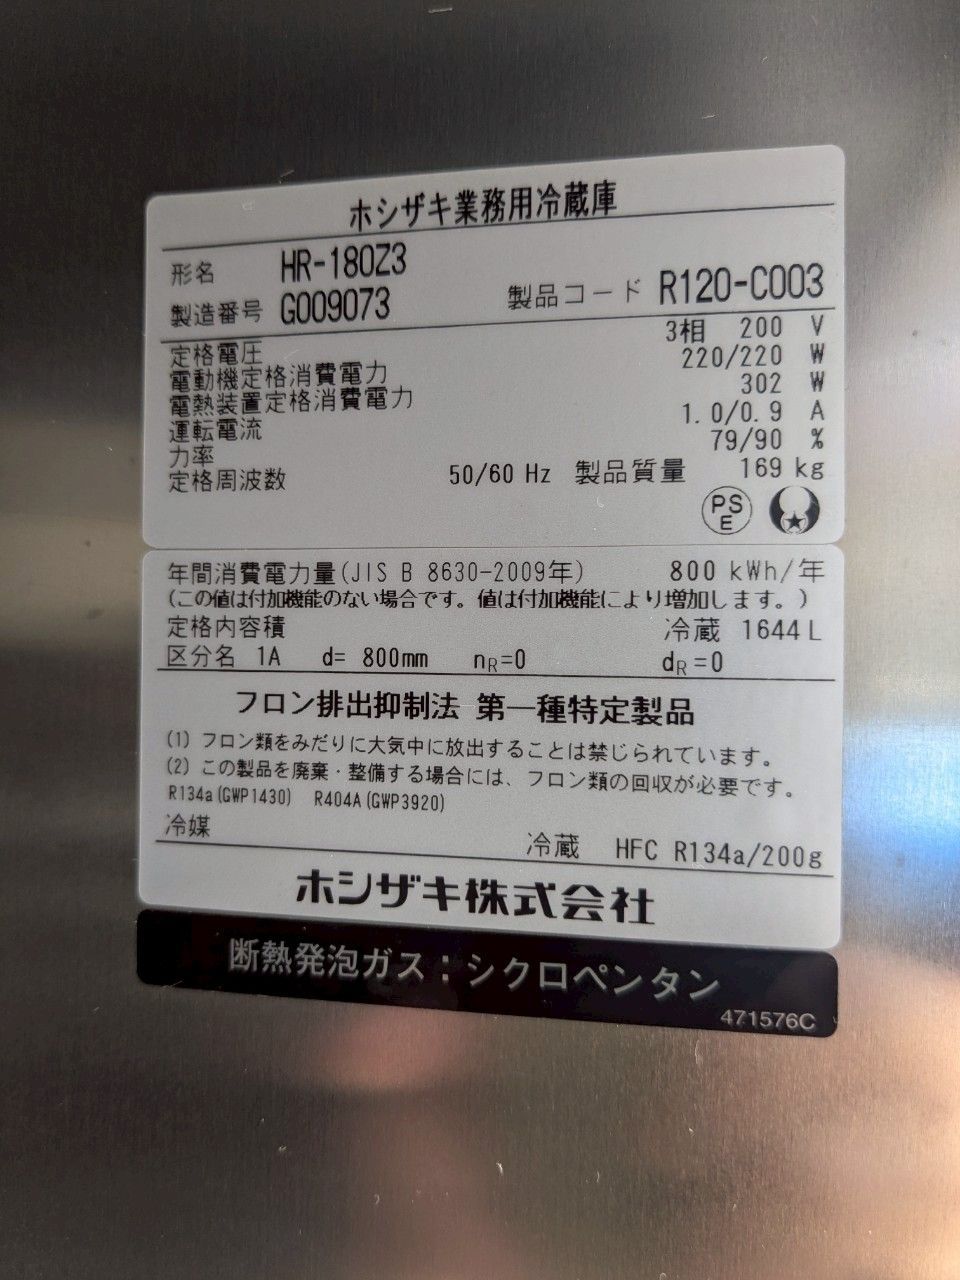 ホシザキ業務用冷蔵庫
形名 HR-180Z3
製造番号 G009073 製品コード R120-C003
定格電圧 3相 200 V
電動機定格消費電力 220/220 W
電熱装置定格消費電力 302 W
運転電流 1.0/0.9 A
力率 79/90 %
定格周波数 50/60 Hz 製品質量 169 kg
PS
E
年間消費電力量(JIS B 8630-2009年) 800 kWh/年
(この値は付加機能のない場合です。値は付加機能により増加します。)
定格内容積 冷蔵 1644L
区分名 1A d= 800mm nR=0 dR=0
フロン排出抑制法 第一種特定製品
(1) フロン類をみだりに大気中に放出することは禁じられています。
(2) この製品を廃棄・整備する場合には、フロン類の回収が必要です。
R134a(GWP1430) R404A(GWP3920)
冷媒 冷蔵 HFC R134a/200g
ホシザキ株式会社
断熱発泡ガス:シクロペンタン
471576C